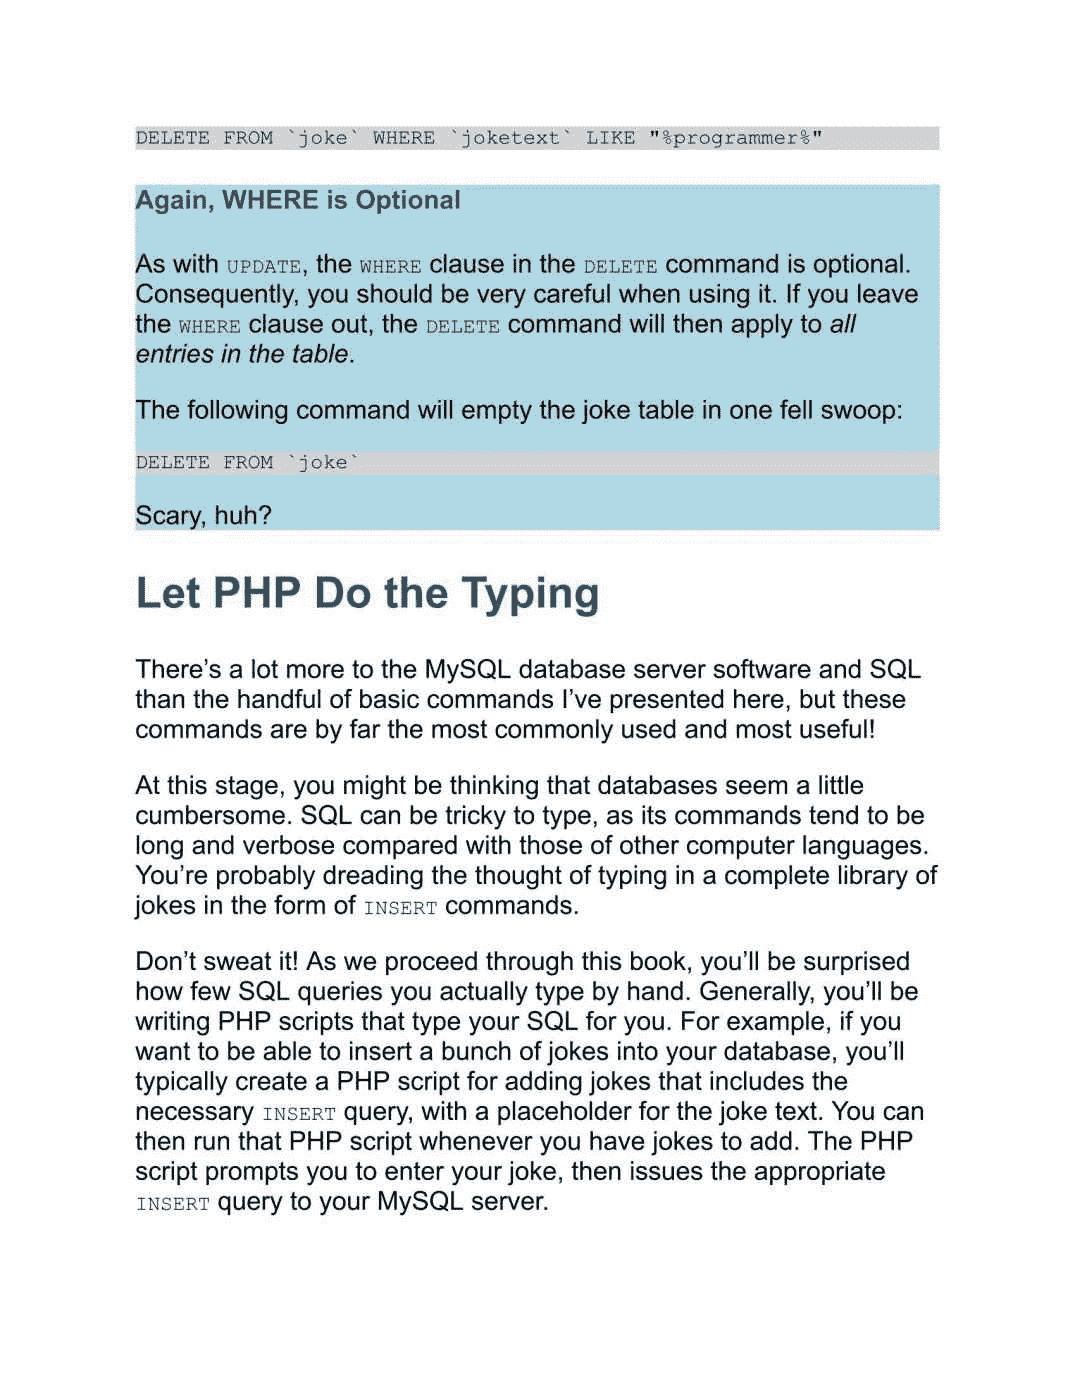 DELETE FROM `joke` WHERE `joketext` LIKE "%programmer%"
Again, WHERE is Optional
As with UPDATE, the WHERE clause in the DELETE command is optional.
Consequently, you should be very careful when using it. If you leave
the WHERE clause out, the DELETE command will then apply to all
entries in the table.
The following command will empty the joke table in one fell swoop:
DELETE FROM `joke`
Scary, huh?
Let PHP Do the Typing
There’s a lot more to the MySQL database server software and SQL
than the handful of basic commands I’ve presented here, but these
commands are by far the most commonly used and most useful!
At this stage, you might be thinking that databases seem a little
cumbersome. SQL can be tricky to type, as its commands tend to be
long and verbose compared with those of other computer languages.
You’re probably dreading the thought of typing in a complete library of
jokes in the form of INSERT commands.
Don’t sweat it! As we proceed through this book, you’ll be surprised
how few SQL queries you actually type by hand. Generally, you’ll be
writing PHP scripts that type your SQL for you. For example, if you
want to be able to insert a bunch of jokes into your database, you’ll
typically create a PHP script for adding jokes that includes the
necessary INSERT query, with a placeholder for the joke text. You can
then run that PHP script whenever you have jokes to add. The PHP
script prompts you to enter your joke, then issues the appropriate
INSERT query to your MySQL server.